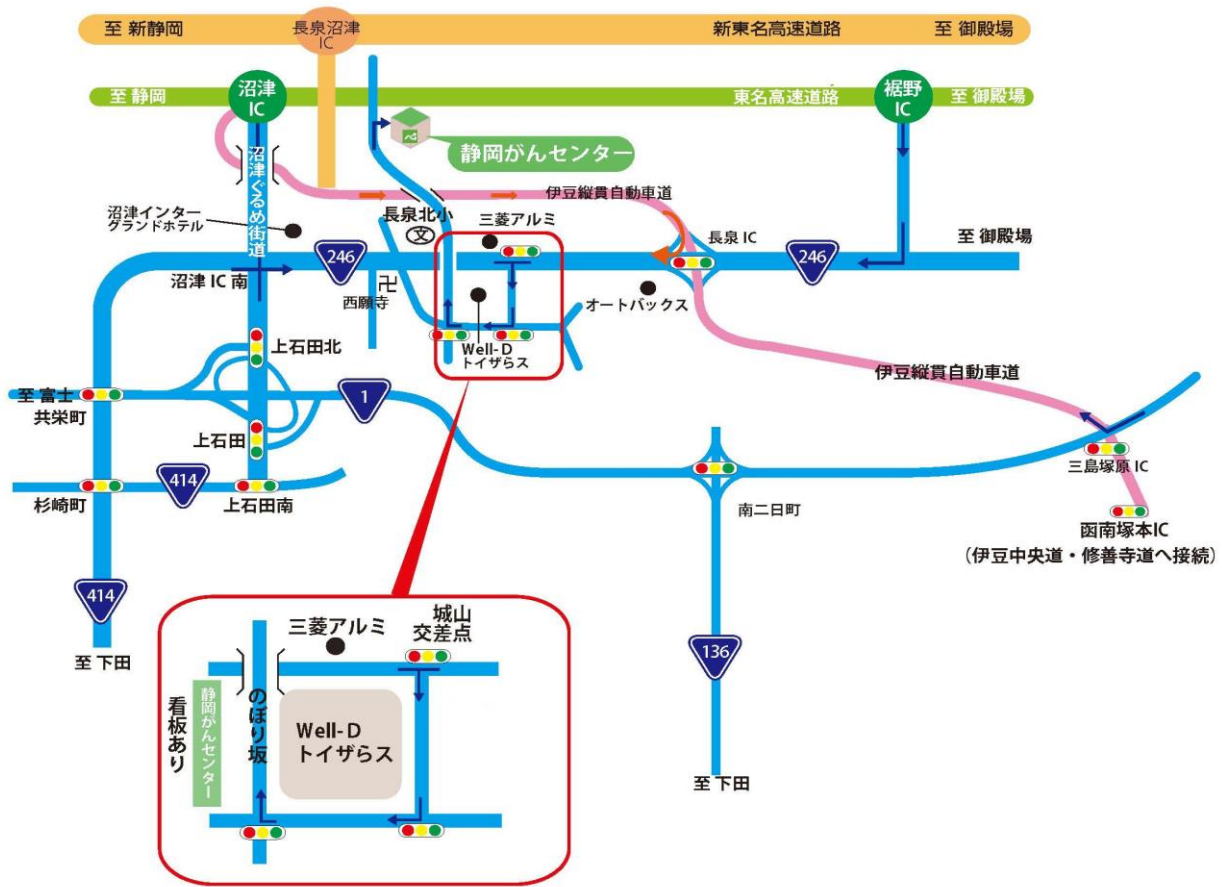 至 新静岡
長泉沼津
IC
新東名高速道路
至 御殿場
至 静岡
沼津
IC
東名高速道路
裾野
IC
至 御殿場
静岡がんセンター
沼津ぐるめ街道
伊豆縦貫自動車道
沼津インター
グランドホテル
長泉北小
文
三菱アルミ
長泉 IC
至 御殿場
246
246
沼津 IC 南
卍
西願寺
オートバックス
Well-D
トイザらス
上石田北
至 富士
共栄町
1
伊豆縦貫自動車道
上石田
414
杉崎町
上石田南
三島塚原 IC
南二日町
函南塚本IC
(伊豆中央道・修善寺道へ接続)
414
至 下田
136
至 下田
三菱アルミ
城山
交差点
看板あり
静岡がんセンター
のぼり坂
Well-D
トイザらス